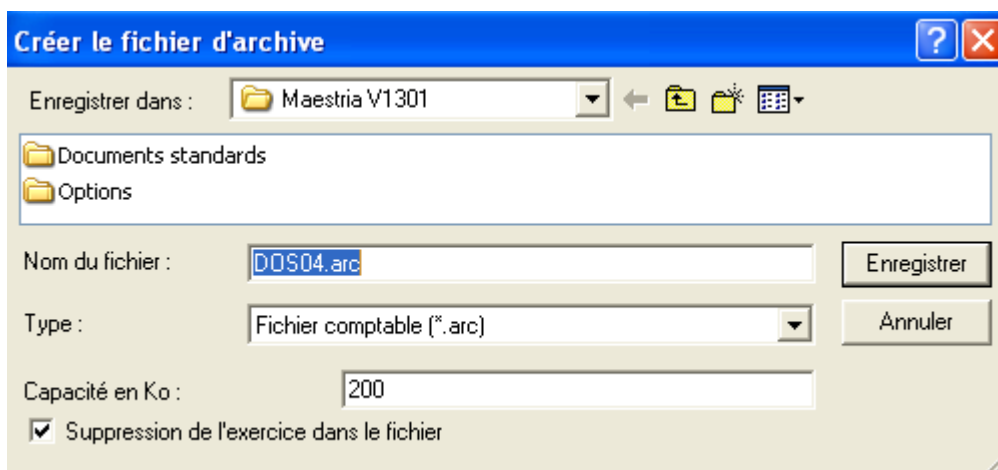 Créer le fichier d'archive
Enregistrer dans : Maestria V1301
Documents standards
Options
Nom du fichier : DOS04.arc Enregistrer
Type : Fichier comptable (*.arc) Annuler
Capacité en Ko : 200
Suppression de l'exercice dans le fichier